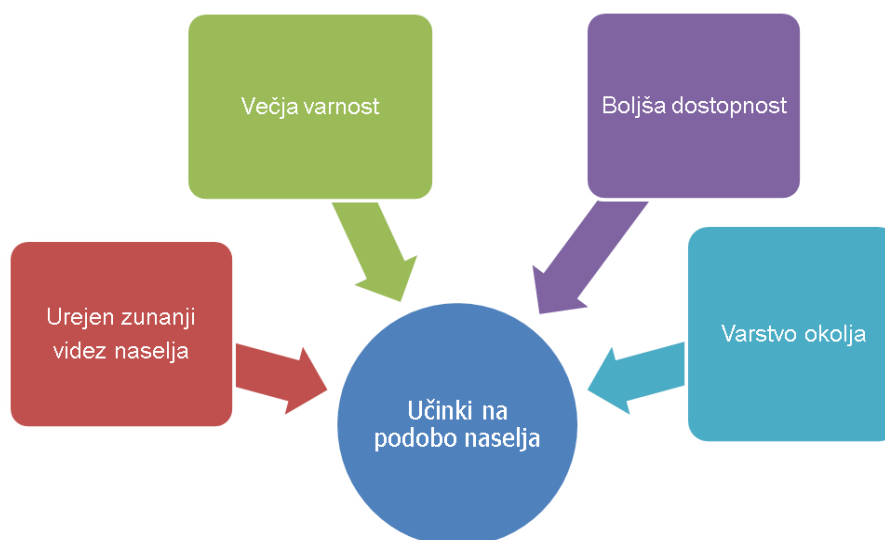 Večja varnost
Boljša dostopnost
Urejen zunanji
videz naselja
Varstvo okolja
Učinki na
podobo naselja